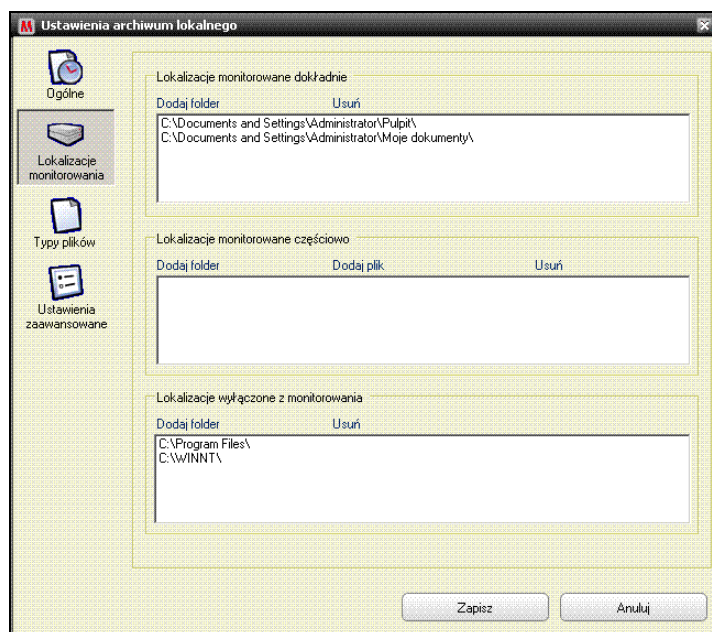 Ustawienia archiwum lokalnego
Ogólne
Lokalizacje
monitorowania
Typy plików
Ustawienia
zaawansowane
Lokalizacje monitorowane dokładnie
Dodaj folder Usuń
C:\Documents and Settings\Administrator\Pulpit\
C:\Documents and Settings\Administrator\Moje dokumenty\
Lokalizacje monitorowane częściowo
Dodaj folder Dodaj plik Usuń
Lokalizacje wyłączone z monitorowania
Dodaj folder Usuń
C:\Program Files\
C:\WINNT\
Zapisz Anuluj